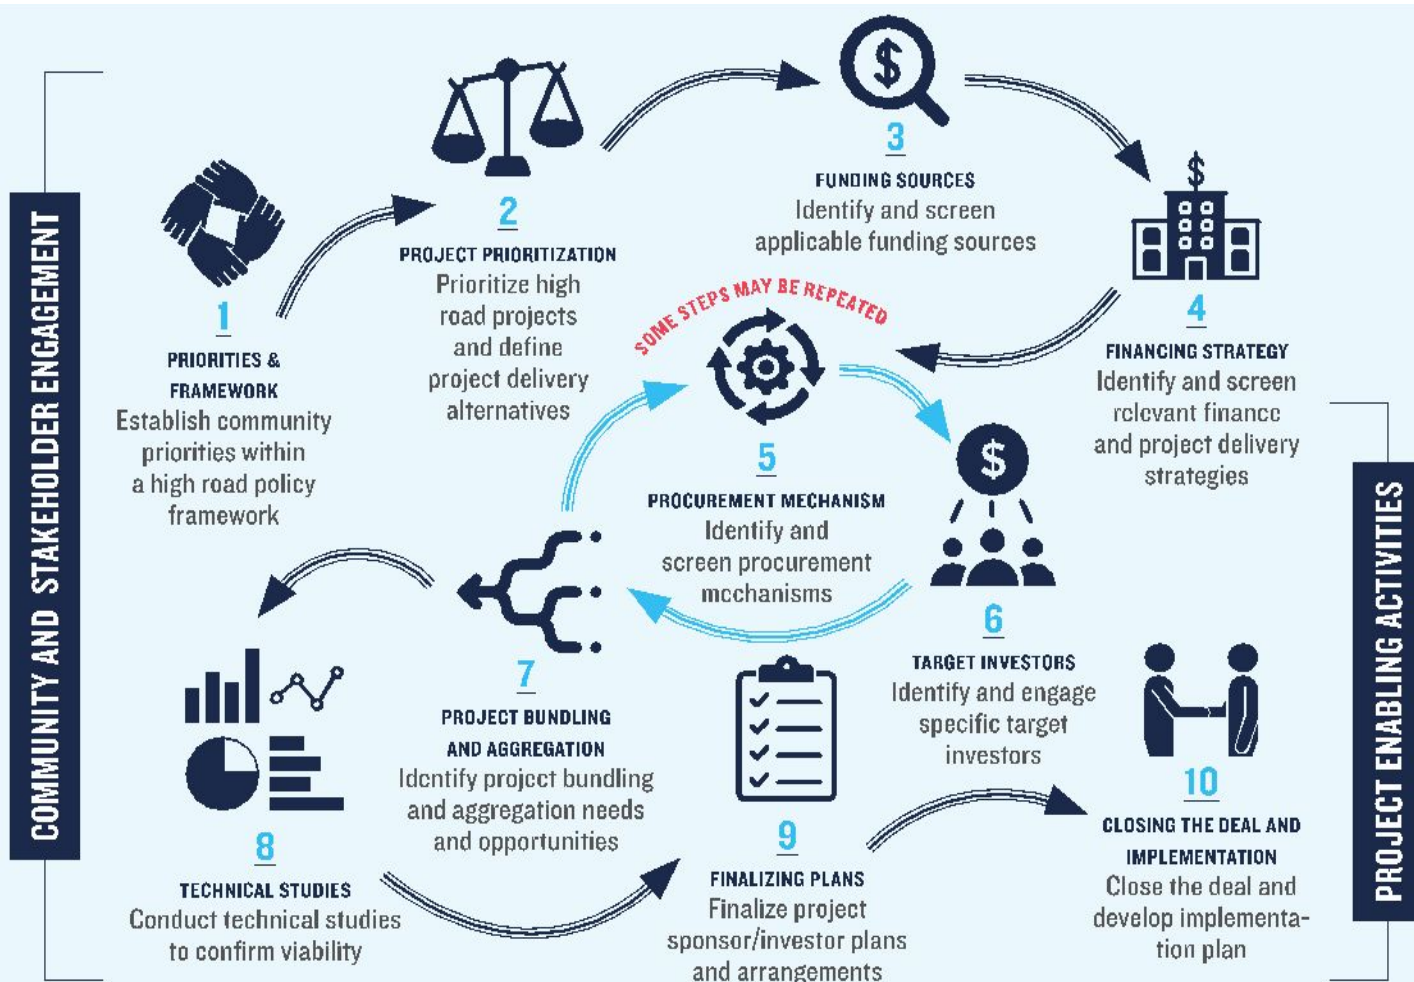 COMMUNITY AND STAKEHOLDER ENGAGEMENT
1
PRIORITIES &
FRAMEWORK
Establish community
priorities within
a high road policy
framework
2
PROJECT PRIORITIZATION
Prioritize high
road projects
and define
project delivery
alternatives
$
3
FUNDING SOURCES
Identify and screen
applicable funding sources
$
4
FINANCING STRATEGY
Identify and screen
relevant finance
and project delivery
strategies
SOME STEPS MAY BE REPEATED
5
PROCUREMENT MECHANISM
Identify and
screen procurement
mechanisms
$
6
TARGET INVESTORS
Identify and engage
specific target
investors
7
PROJECT BUNDLING
AND AGGREGATION
Identify project bundling
and aggregation needs
and opportunities
8
TECHNICAL STUDIES
Conduct technical studies
to confirm viability
9
FINALIZING PLANS
Finalize project
sponsor/investor plans
and arrangements
10
CLOSING THE DEAL AND
IMPLEMENTATION
Close the deal and
develop implementa-
tion plan
PROJECT ENABLING ACTIVITIES